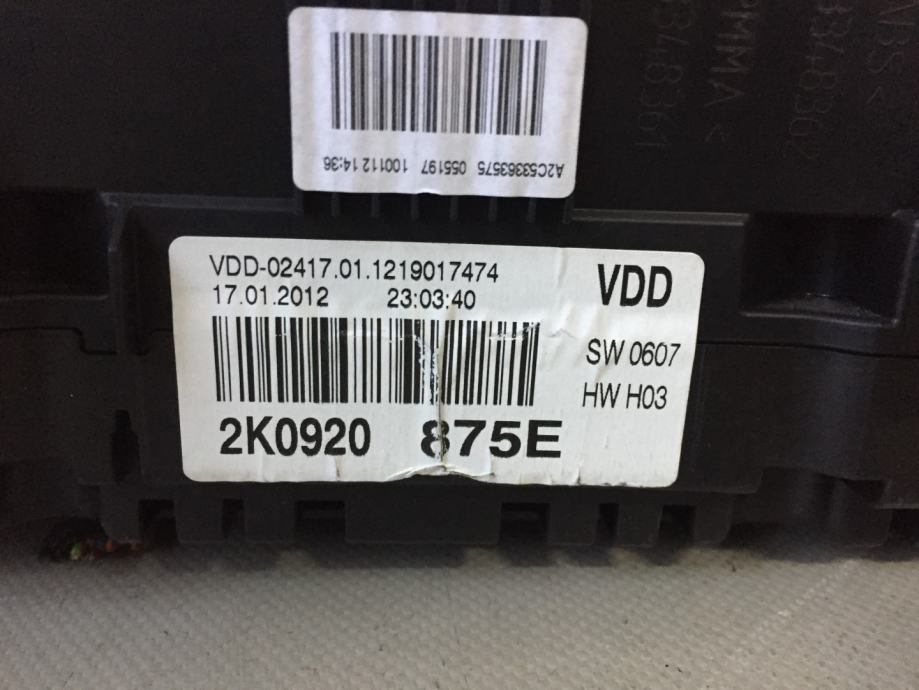 A2C53363575 055197 100112 14:36
VDD-02417.01.1219017474
17.01.2012 23:03:40
VDD
SW 0607
HW H03
2K0920 875E
PMMA <